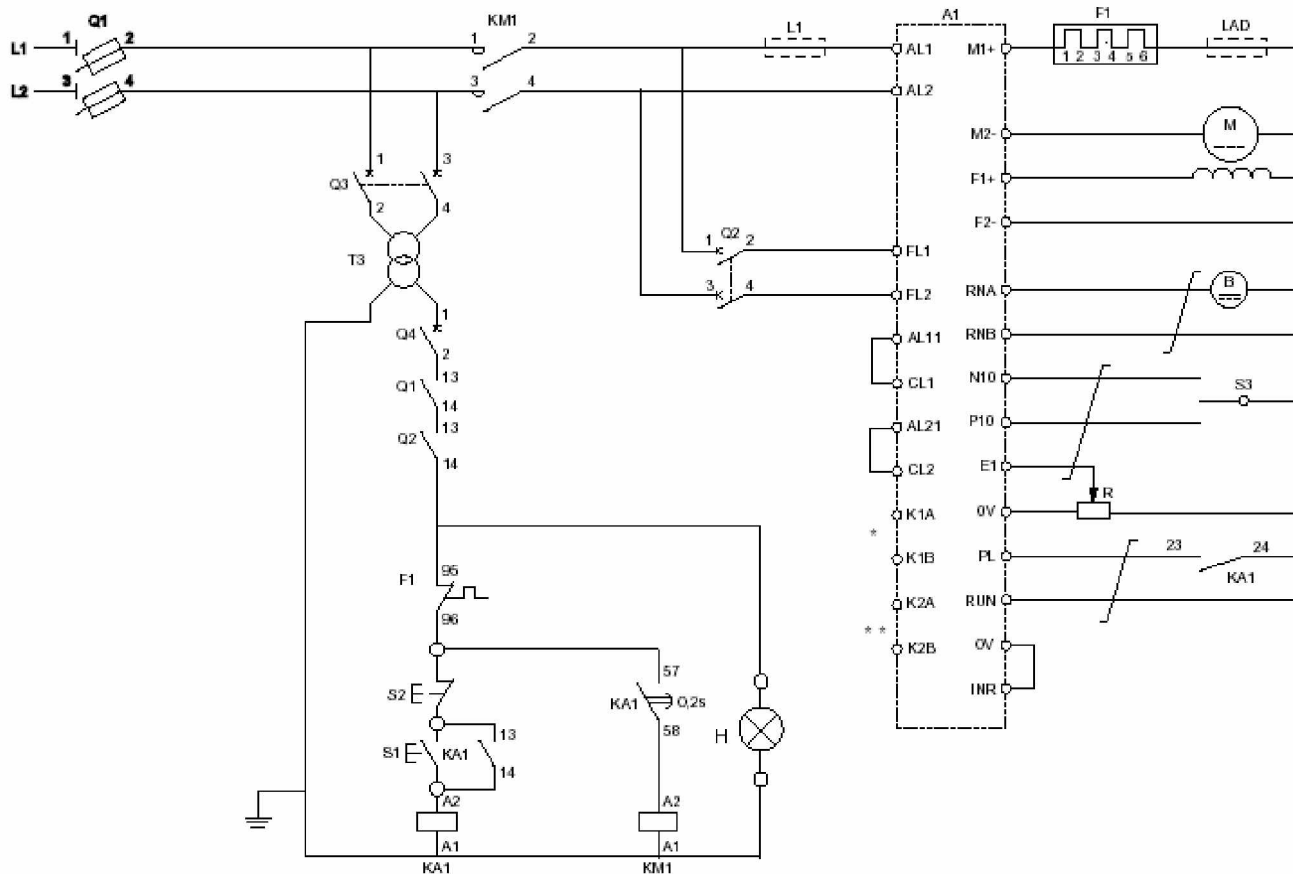 Q1 KM1 A1 F1
L1 1 2 1 2 L1 AL1 M1+ 1 2 3 4 5 6 LAD
L2 3 4 3 4 AL2
M2- M
F1+
F2-
Q3 1 3
2 4
T3
Q2
1 2 FL1
3 4 FL2
RNA B
RNB
1
Q4
2
AL11
CL1
N10
S3
P10
13
Q1
14
13
Q2
14
AL21
CL2
E1
R
0V
K1A
*
K1B
PL 23 24
KA1
F1 95
96
K2A
* *
K2B
RUN
0V
INR
S2
57
KA1 0,2s
58
H
S1 KA1 13
14
A2 A2
A1 A1
KA1 KM1